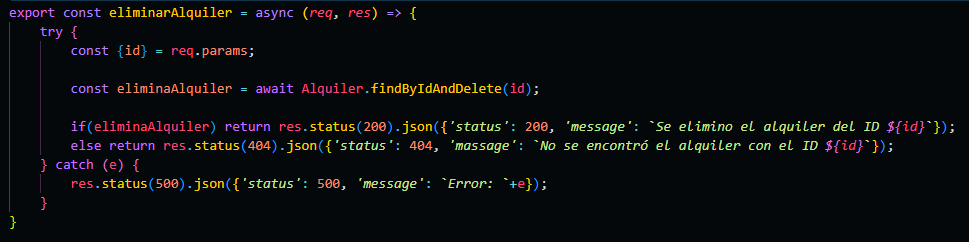 export const eliminarAlquiler = async (req, res) => {
try {
const {id} = req.params;
const eliminaAlquiler = await Alquiler.findByIdAndDelete(id);
if(eliminaAlquiler) return res.status(200).json({'status': 200, 'message': `Se elimino el alquiler del ID ${id}`});
else return res.status(404).json({'status': 404, 'massage': `No se encontró el alquiler con el ID ${id}`});
} catch (e) {
res.status(500).json({'status': 500, 'message': `Error: `+e});
}
}